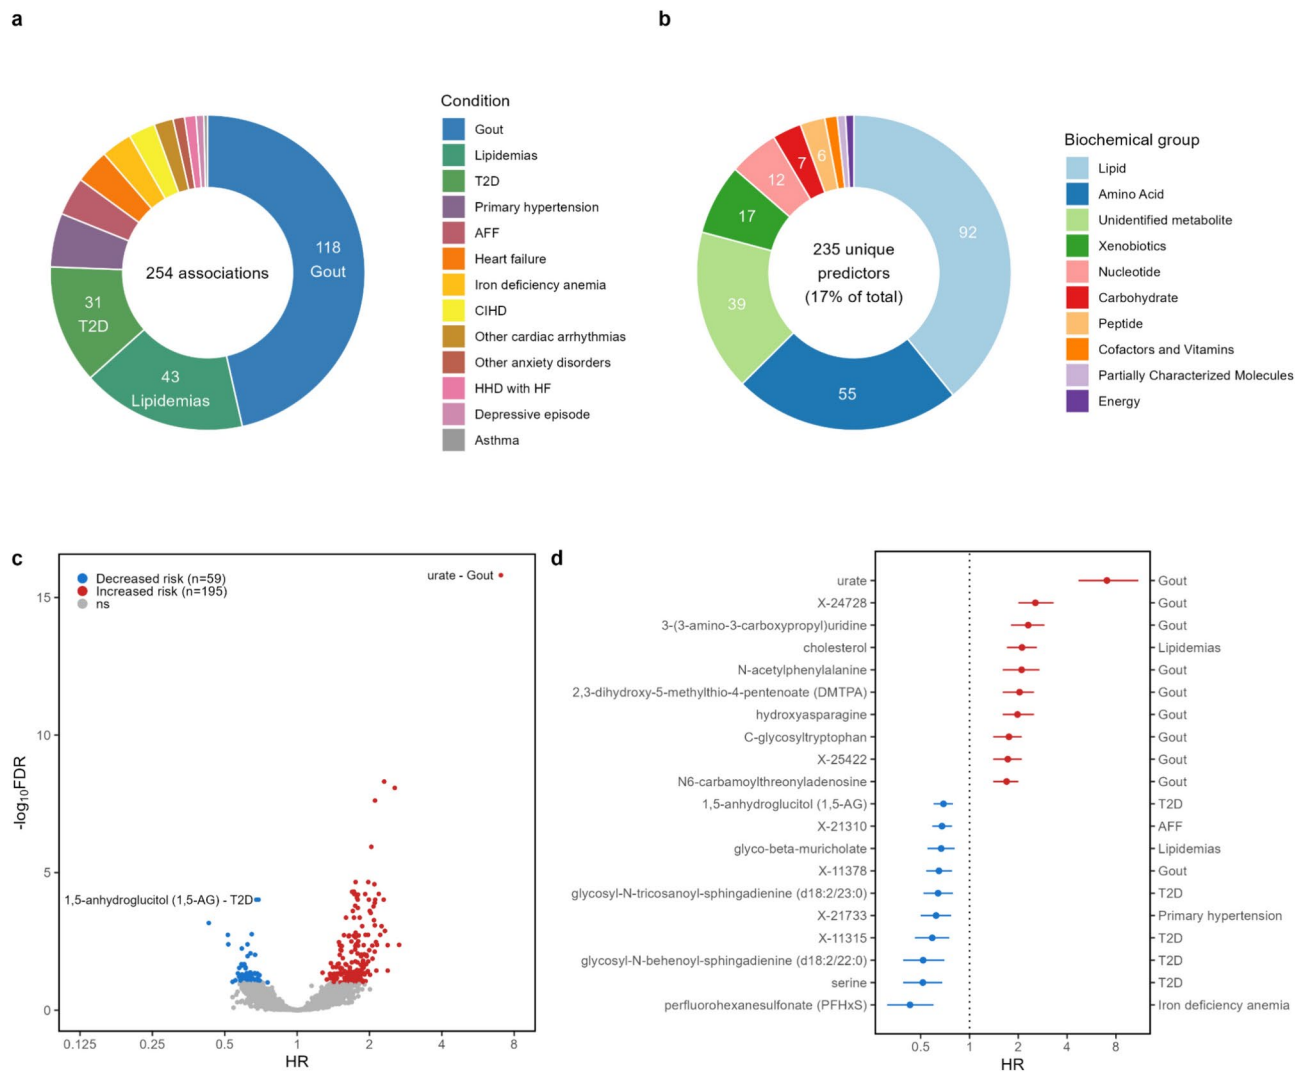 a
118
Gout
43
Lipidemias
31
T2D
254 associations
Condition
Gout
Lipidemias
T2D
Primary hypertension
AFF
Heart failure
Iron deficiency anemia
CIHD
Other cardiac arrhythmias
Other anxiety disorders
HHD with HF
Depressive episode
Asthma
b
92
55
39
17
12
7
6
235 unique
predictors
(17% of total)
Biochemical group
Lipid
Amino Acid
Unidentified metabolite
Xenobiotics
Nucleotide
Carbohydrate
Peptide
Cofactors and Vitamins
Partially Characterized Molecules
Energy
c
Decreased risk (n=59)
Increased risk (n=195)
ns
urate - Gout
1,5-anhydroglucitol (1,5-AG) - T2D
-log₁₀FDR
15
10
5
0
0.125 0.25 0.5 1 2 4 8
HR
d
urate Gout
X-24728 Gout
3-(3-amino-3-carboxypropyl)uridine Gout
cholesterol Lipidemias
N-acetylphenylalanine Gout
2,3-dihydroxy-5-methylthio-4-pentenoate (DMTPA) Gout
hydroxyasparagine Gout
C-glycosyltryptophan Gout
X-25422 Gout
N6-carbamoylthreonyladenosine Gout
1,5-anhydroglucitol (1,5-AG) T2D
X-21310 AFF
glyco-beta-muricholate Lipidemias
X-11378 Gout
glycosyl-N-tricosanoyl-sphingadienine (d18:2/23:0) T2D
X-21733 Primary hypertension
X-11315 T2D
glycosyl-N-behenoyl-sphingadienine (d18:2/22:0) T2D
serine T2D
perfluorohexanesulfonate (PFHxS) Iron deficiency anemia
0.5 1 2 4 8
HR